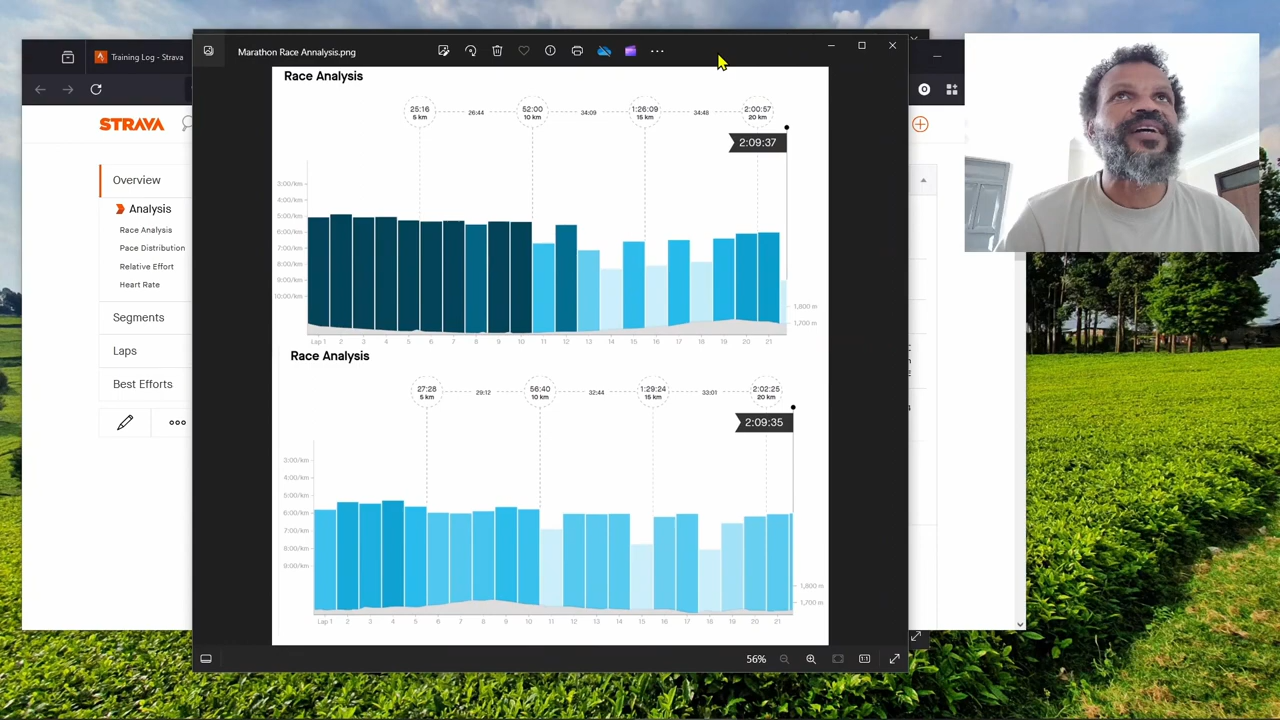 Training Log - Strava
Marathon Race Annalysis.png
STRAVA
Overview
Analysis
Race Analysis
Pace Distribution
Relative Effort
Heart Rate
Segments
Laps
Best Efforts
Race Analysis
25:16
5 km
26:44
52:00
10 km
34:09
1:26:09
15 km
34:48
2:00:57
20 km
2:09:37
3:00/km
4:00/km
5:00/km
6:00/km
7:00/km
8:00/km
9:00/km
10:00/km
1,800 m
1,700 m
Lap 1 2 3 4 5 6 7 8 9 10 11 12 13 14 15 16 17 18 19 20 21
Race Analysis
27:28
5 km
29:12
56:40
10 km
32:44
1:29:24
15 km
33:01
2:02:25
20 km
2:09:35
3:00/km
4:00/km
5:00/km
6:00/km
7:00/km
8:00/km
9:00/km
1,800 m
1,700 m
Lap 1 2 3 4 5 6 7 8 9 10 11 12 13 14 15 16 17 18 19 20 21
56%
1:1